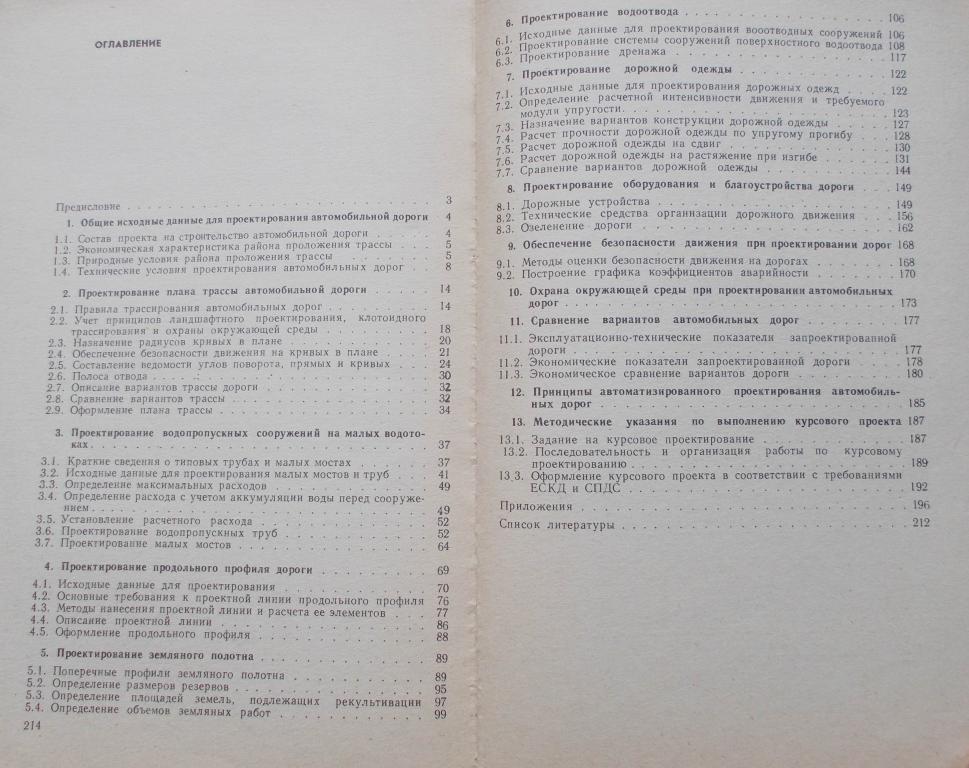 ОГЛАВЛЕНИЕ
Предисловие . . . 3
1. Общие исходные данные для проектирования автомобильной дороги 4
1.1. Состав проекта на строительство автомобильной дороги . . . 4
1.2. Экономическая характеристика района проложения трассы . . . 5
1.3. Природные условия района проложения трассы . . . 5
1.4. Технические условия проектирования автомобильных дорог . . . 8
2. Проектирование плана трассы автомобильной дороги . . . 14
2.1. Правила трассирования автомобильных дорог . . . 14
2.2. Учет принципов ландшафтного проектирования, клотоидного
трассирования и охраны окружающей среды . . . 18
2.3. Назначение радиусов кривых в плане . . . 20
2.4. Обеспечение безопасности движения на кривых в плане . . . 21
2.5. Составление ведомости углов поворота, прямых и кривых . . . 24
2.6. Полоса отвода . . . 30
2.7. Описание вариантов трассы дороги . . . 32
2.8. Сравнение вариантов трассы . . . 32
2.9. Оформление плана трассы . . . 34
3. Проектирование водопропускных сооружений на малых водото-
ках . . . 37
3.1. Краткие сведения о типовых трубах и малых мостах . . . 37
3.2. Исходные данные для проектирования малых мостов и труб . . . 41
3.3. Определение максимальных расходов . . . 49
3.4. Определение расхода с учетом аккумуляции воды перед сооруже-
нием . . . 49
3.5. Установление расчетного расхода . . . 52
3.6. Проектирование водопропускных труб . . . 52
3.7. Проектирование малых мостов . . . 64
4. Проектирование продольного профиля дороги . . . 69
4.1. Исходные данные для проектирования . . . 70
4.2. Основные требования к проектной линии продольного профиля 76
4.3. Методы нанесения проектной линии и расчета ее элементов . . . 77
4.4. Описание проектной линии . . . 86
4.5. Оформление продольного профиля . . . 88
5. Проектирование земляного полотна . . . 89
5.1. Поперечные профили земляного полотна . . . 89
5.2. Определение размеров резервов . . . 95
5.3. Определение площадей земель, подлежащих рекультивации 97
5.4. Определение объемов земляных работ . . . 99
214
6. Проектирование водоотвода . . . 106
6.1. Исходные данные для проектирования вооотводных сооружений 106
6.2. Проектирование системы сооружений поверхностного водоотвода 108
6.3. Проектирование дренажа . . . 117
7. Проектирование дорожной одежды . . . 122
7.1. Исходные данные для проектирования дорожных одежд . . . 122
7.2. Определение расчетной интенсивности движения и требуемого
модуля упругости . . . 123
7.3. Назначение вариантов конструкции дорожной одежды . . . 127
7.4. Расчет прочности дорожной одежды по упругому прогибу . . . 128
7.5. Расчет дорожной одежды на сдвиг . . . 130
7.6. Расчет дорожной одежды на растяжение при изгибе . . . 131
7.7. Сравнение вариантов дорожной одежды . . . 144
8. Проектирование оборудования и благоустройства дороги . . . 149
8.1. Дорожные устройства . . . 149
8.2. Технические средства организации дорожного движения . . . 156
8.3. Озеленение дороги . . . 162
9. Обеспечение безопасности движения при проектировании дорог 168
9.1. Методы оценки безопасности движения на дорогах . . . 168
9.2. Построение графика коэффициентов аварийности . . . 170
10. Охрана окружающей среды при проектировании автомобильных
дорог . . . 173
11. Сравнение вариантов автомобильных дорог . . . 177
11.1. Эксплуатационно-технические показатели запроектированной
дороги . . . 177
11.2. Экономические показатели запроектированной дороги . . . 178
11.3. Экономическое сравнение вариантов дороги . . . 180
12. Принципы автоматизированного проектирования автомобиль-
ных дорог . . . 185
13. Методические указания по выполнению курсового проекта 187
13.1. Задание на курсовое проектирование . . . 187
13.2. Последовательность и организация работы по курсовому
проектированию . . . 189
13.3. Оформление курсового проекта в соответствии с требованиями
ЕСКД и СПДС . . . 192
Приложения . . . 196
Список литературы . . . 212